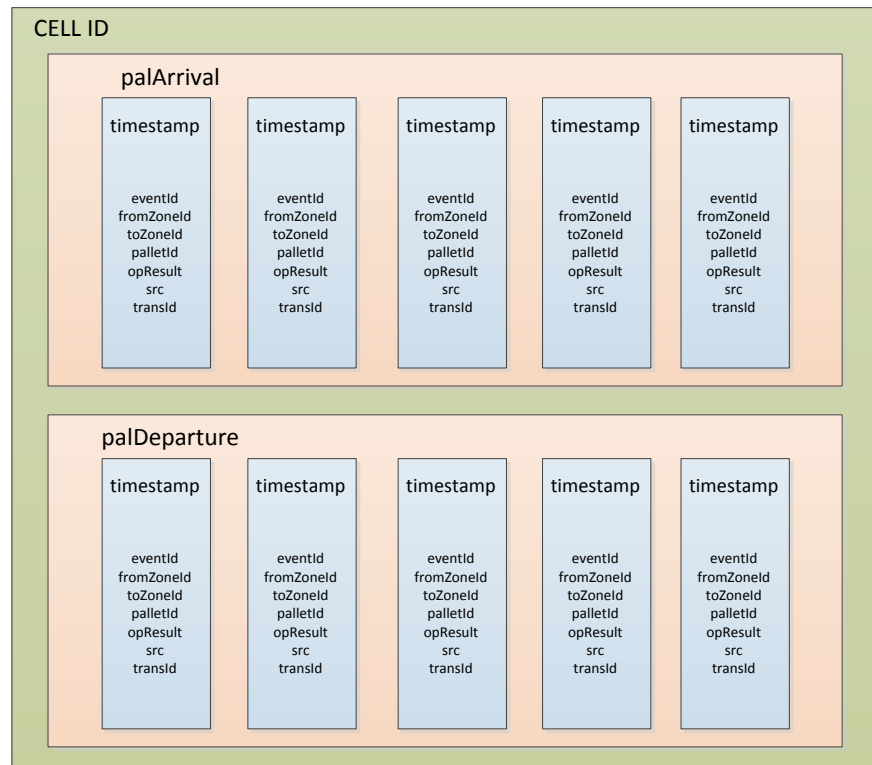 CELL ID
palArrival
timestamp timestamp timestamp timestamp timestamp
eventId eventId eventId eventId eventId
fromZoneId fromZoneId fromZoneId fromZoneId fromZoneId
toZoneId toZoneId toZoneId toZoneId toZoneId
palletId palletId palletId palletId palletId
opResult opResult opResult opResult opResult
src src src src src
transId transId transId transId transId
palDeparture
timestamp timestamp timestamp timestamp timestamp
eventId eventId eventId eventId eventId
fromZoneId fromZoneId fromZoneId fromZoneId fromZoneId
toZoneId toZoneId toZoneId toZoneId toZoneId
palletId palletId palletId palletId palletId
opResult opResult opResult opResult opResult
src src src src src
transId transId transId transId transId